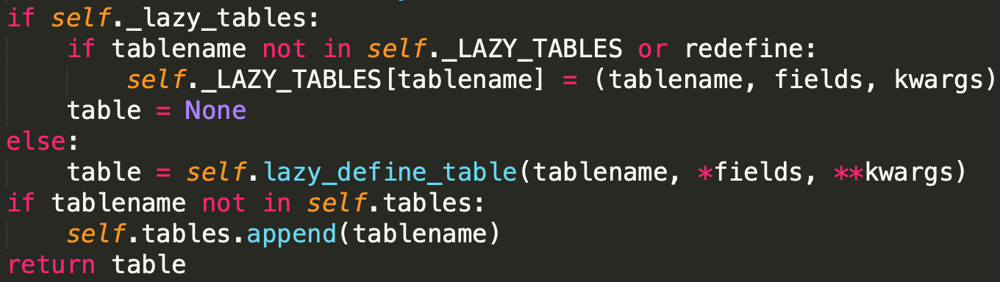 if self._lazy_tables:
    if tablename not in self._LAZY_TABLES or redefine:
        self._LAZY_TABLES[tablename] = (tablename, fields, kwargs)
    table = None
else:
    table = self.lazy_define_table(tablename, *fields, **kwargs)
if tablename not in self.tables:
    self.tables.append(tablename)
return table